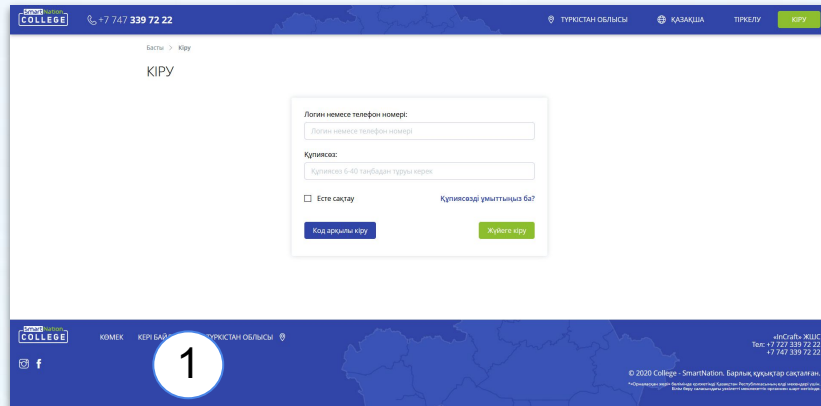 SmartNation
COLLEGE
+7 747 339 72 22
ТҮРКІСТАН ОБЛЫСЫ
ҚАЗАҚША
ТІРКЕЛУ
КІРУ
Басты > Кіру
КІРУ
Логин немесе телефон номері:
Логин немесе телефон номері
Құпиясөз:
Құпиясөз 6-40 таңбадан тұруы керек
Есте сақтау
Құпиясөзді ұмыттыңыз ба?
Код арқылы кіру
Жүйеге кіру
SmartNation
COLLEGE
КӨМЕК
КЕРІ
ТҮРКІСТАН ОБЛЫСЫ
1
«InCraft» ЖШС
Тел: +7 727 339 72 22
+7 747 339 72 22
© 2020 College - SmartNation. Барлық құқықтар сақталған.